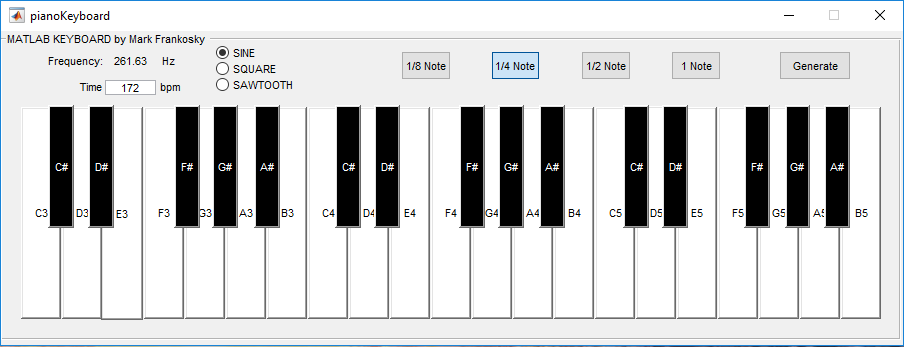 pianoKeyboard
MATLAB KEYBOARD by Mark Frankosky
Frequency: 261.63 Hz
Time 172 bpm
SINE
SQUARE
SAWTOOTH
1/8 Note 1/4 Note 1/2 Note 1 Note Generate
C# D# F# G# A# C# D# F# G# A# C# D# F# G# A#
C3 D3 E3 F3 G3 A3 B3 C4 D4 E4 F4 G4 A4 B4 C5 D5 E5 F5 G5 A5 B5